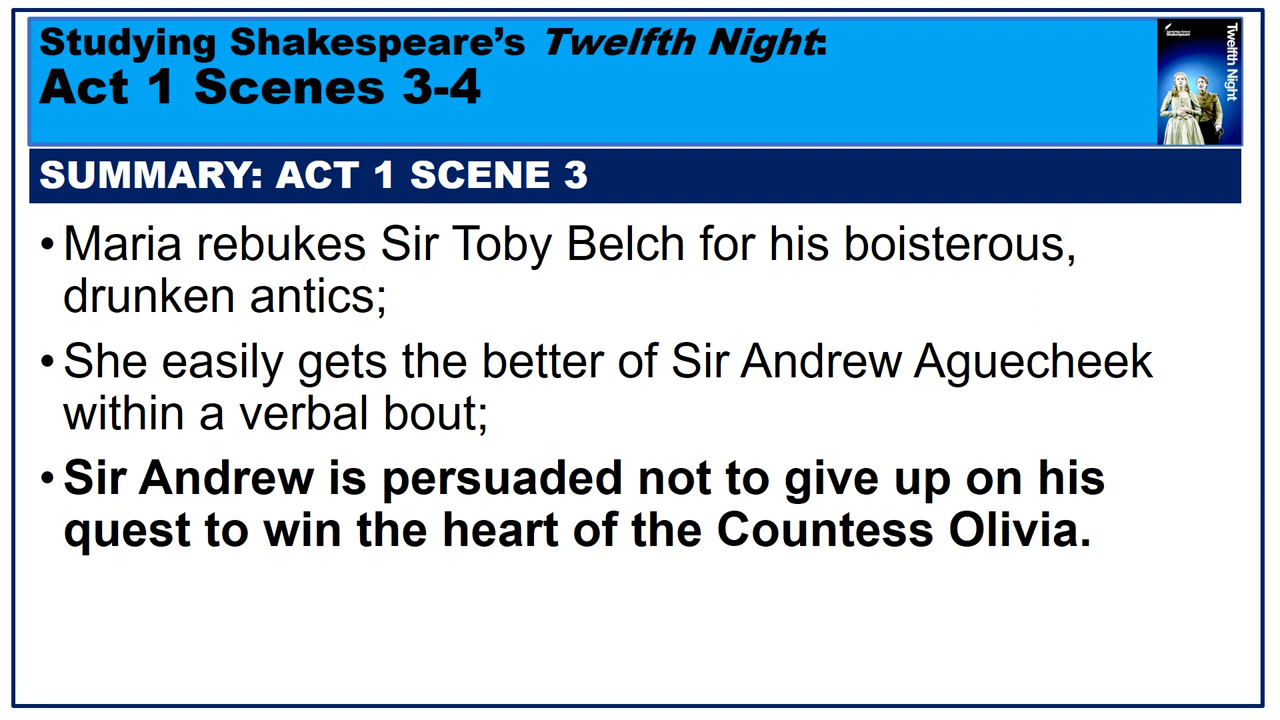 Studying Shakespeare's Twelfth Night:
Act 1 Scenes 3-4
Twelfth Night
SUMMARY: ACT 1 SCENE 3
•Maria rebukes Sir Toby Belch for his boisterous,
drunken antics;
•She easily gets the better of Sir Andrew Aguecheek
within a verbal bout;
•Sir Andrew is persuaded not to give up on his
quest to win the heart of the Countess Olivia.